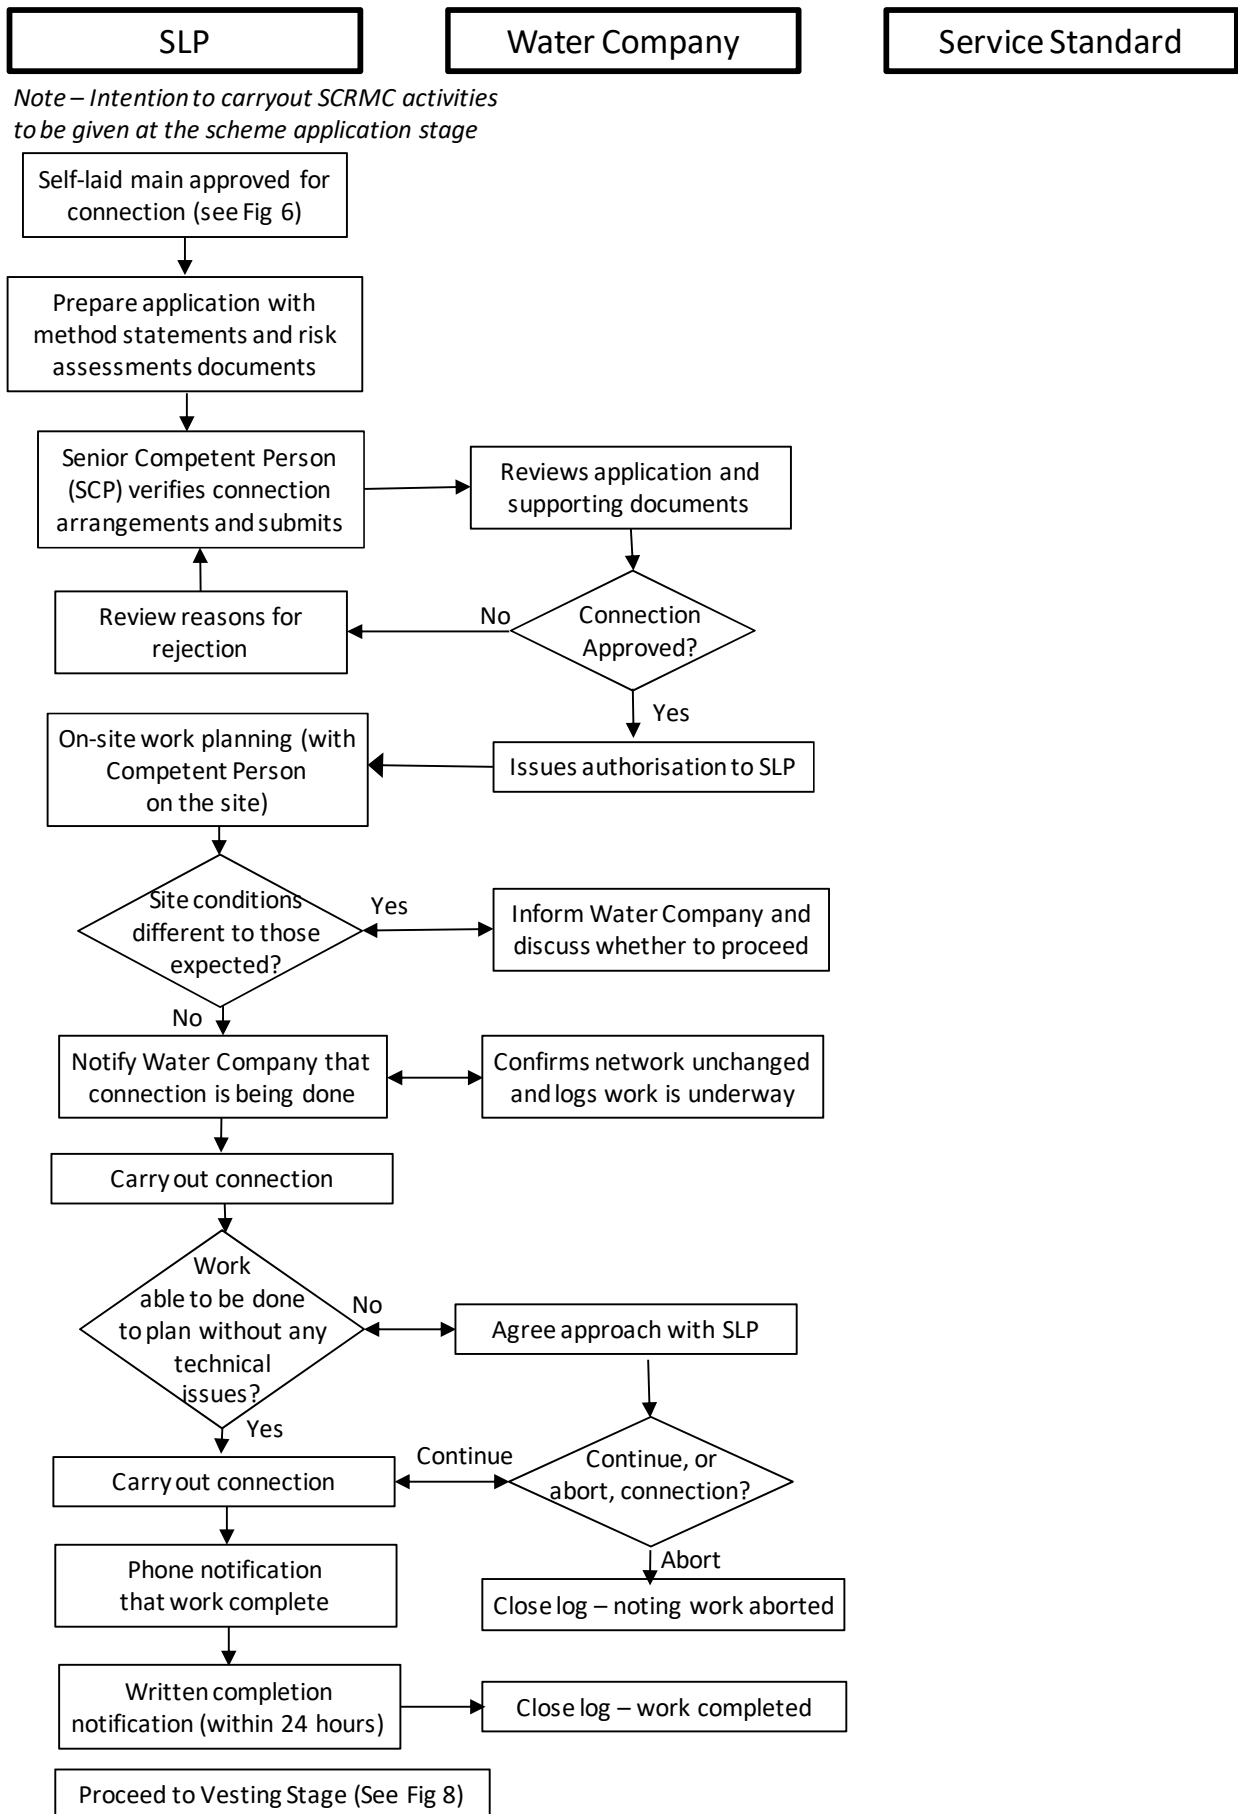 SLP
Water Company
Service Standard
Note – Intention to carryout SCRMC activities
to be given at the scheme application stage
Self-laid main approved for
connection (see Fig 6)
Prepare application with
method statements and risk
assessments documents
Senior Competent Person
(SCP) verifies connection
arrangements and submits
Reviews application and
supporting documents
Review reasons for
rejection
No
Connection
Approved?
Yes
On-site work planning (with
Competent Person
on the site)
Issues authorisation to SLP
Site conditions
different to those
expected?
Yes
Inform Water Company and
discuss whether to proceed
No
Notify Water Company that
connection is being done
Confirms network unchanged
and logs work is underway
Carry out connection
Work
able to be done
to plan without any
technical
issues?
No
Agree approach with SLP
Yes
Carry out connection
Continue
Continue, or
abort, connection?
Abort
Phone notification
that work complete
Close log – noting work aborted
Written completion
notification (within 24 hours)
Close log – work completed
Proceed to Vesting Stage (See Fig 8)